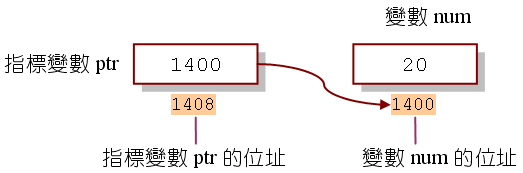 變數 num
指標變數 ptr
1400
20
1408
1400
指標變數 ptr 的位址
變數 num 的位址